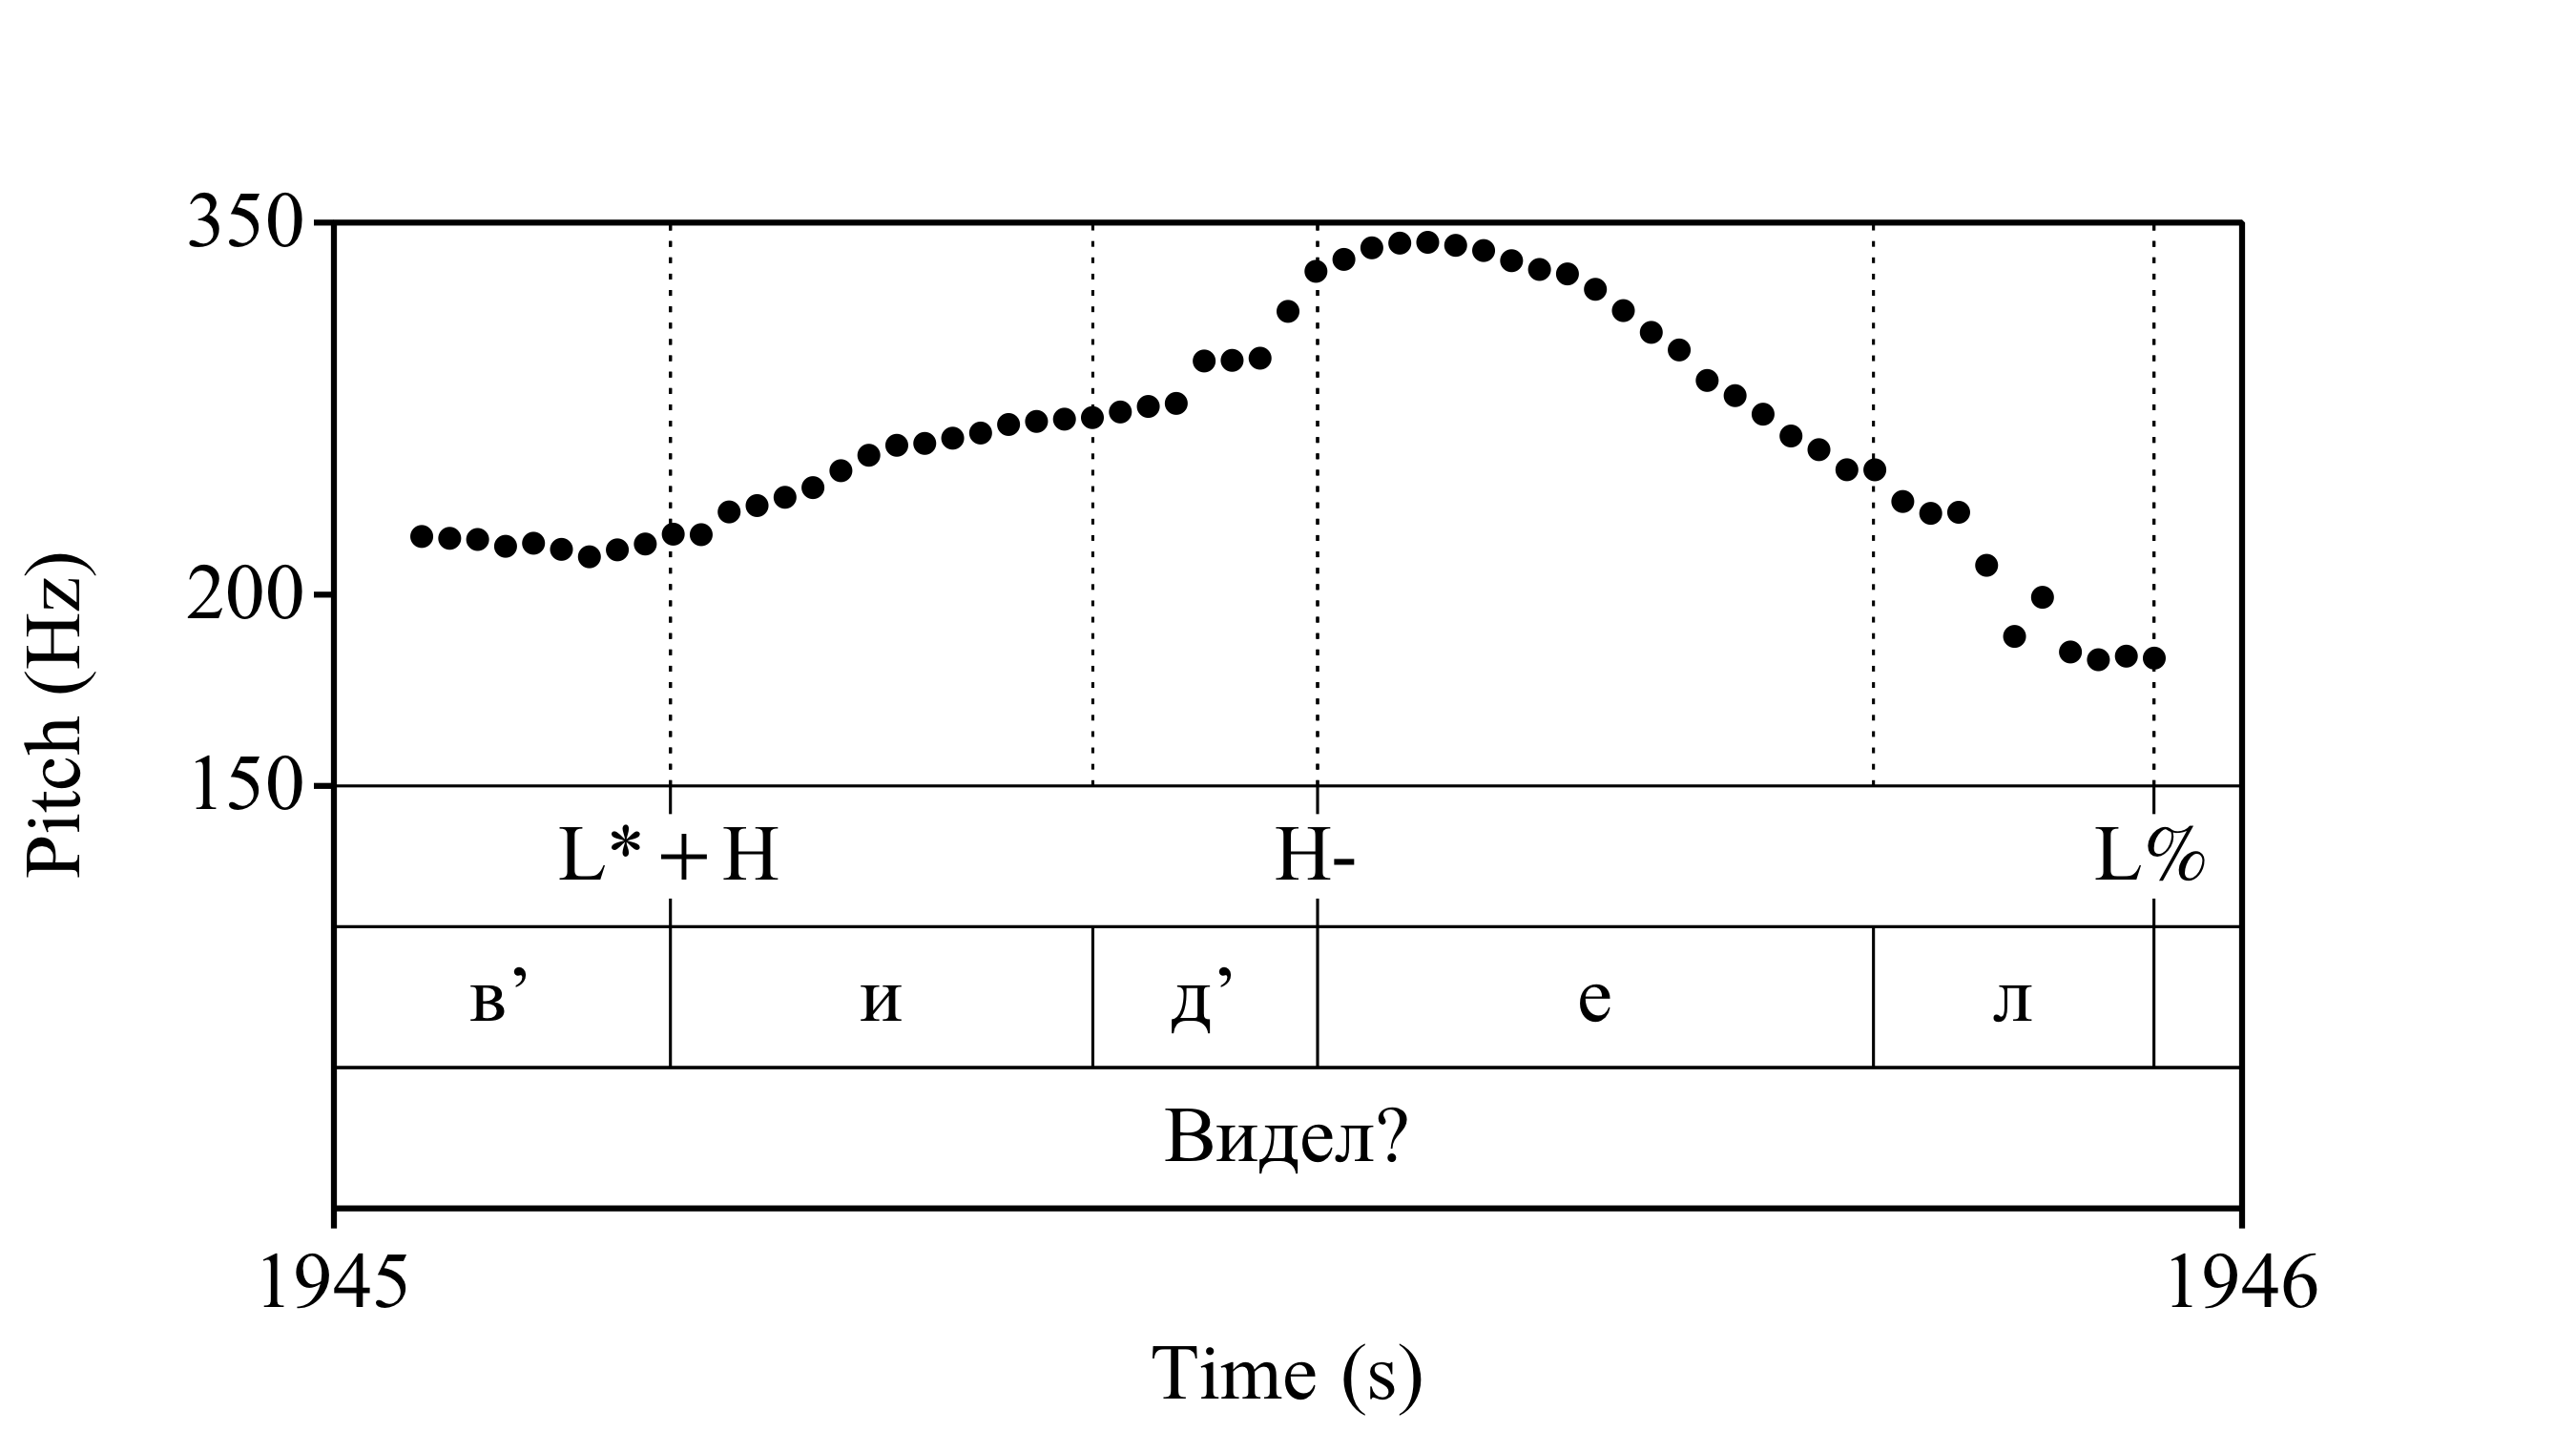 350
200
150
Pitch (Hz)
L* + H H- L%
в’ и д’ е л
Видел?
1945 1946
Time (s)